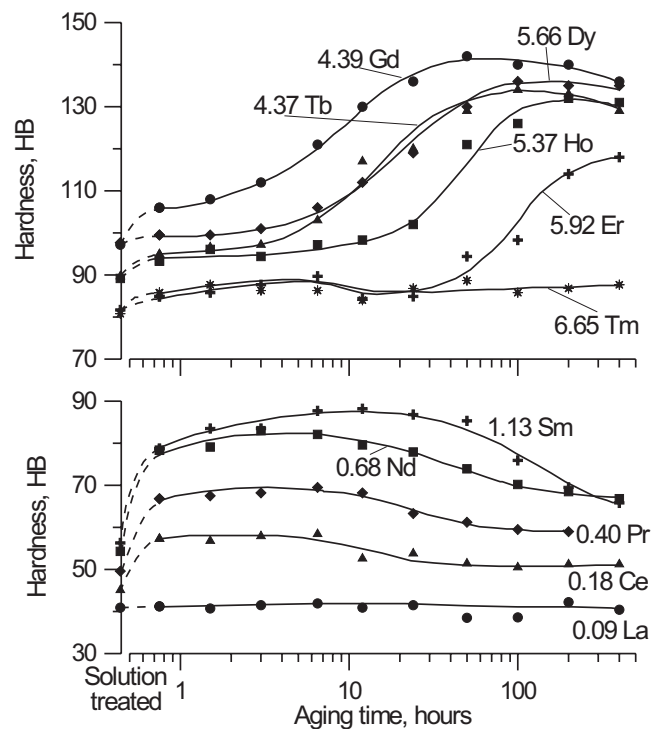 150
130
110
90
70
Hardness, HB
4.39 Gd
5.66 Dy
4.37 Tb
5.37 Ho
5.92 Er
6.65 Tm
90
70
50
30
Hardness, HB
1.13 Sm
0.68 Nd
0.40 Pr
0.18 Ce
0.09 La
Solution
treated
1
10
100
Aging time, hours